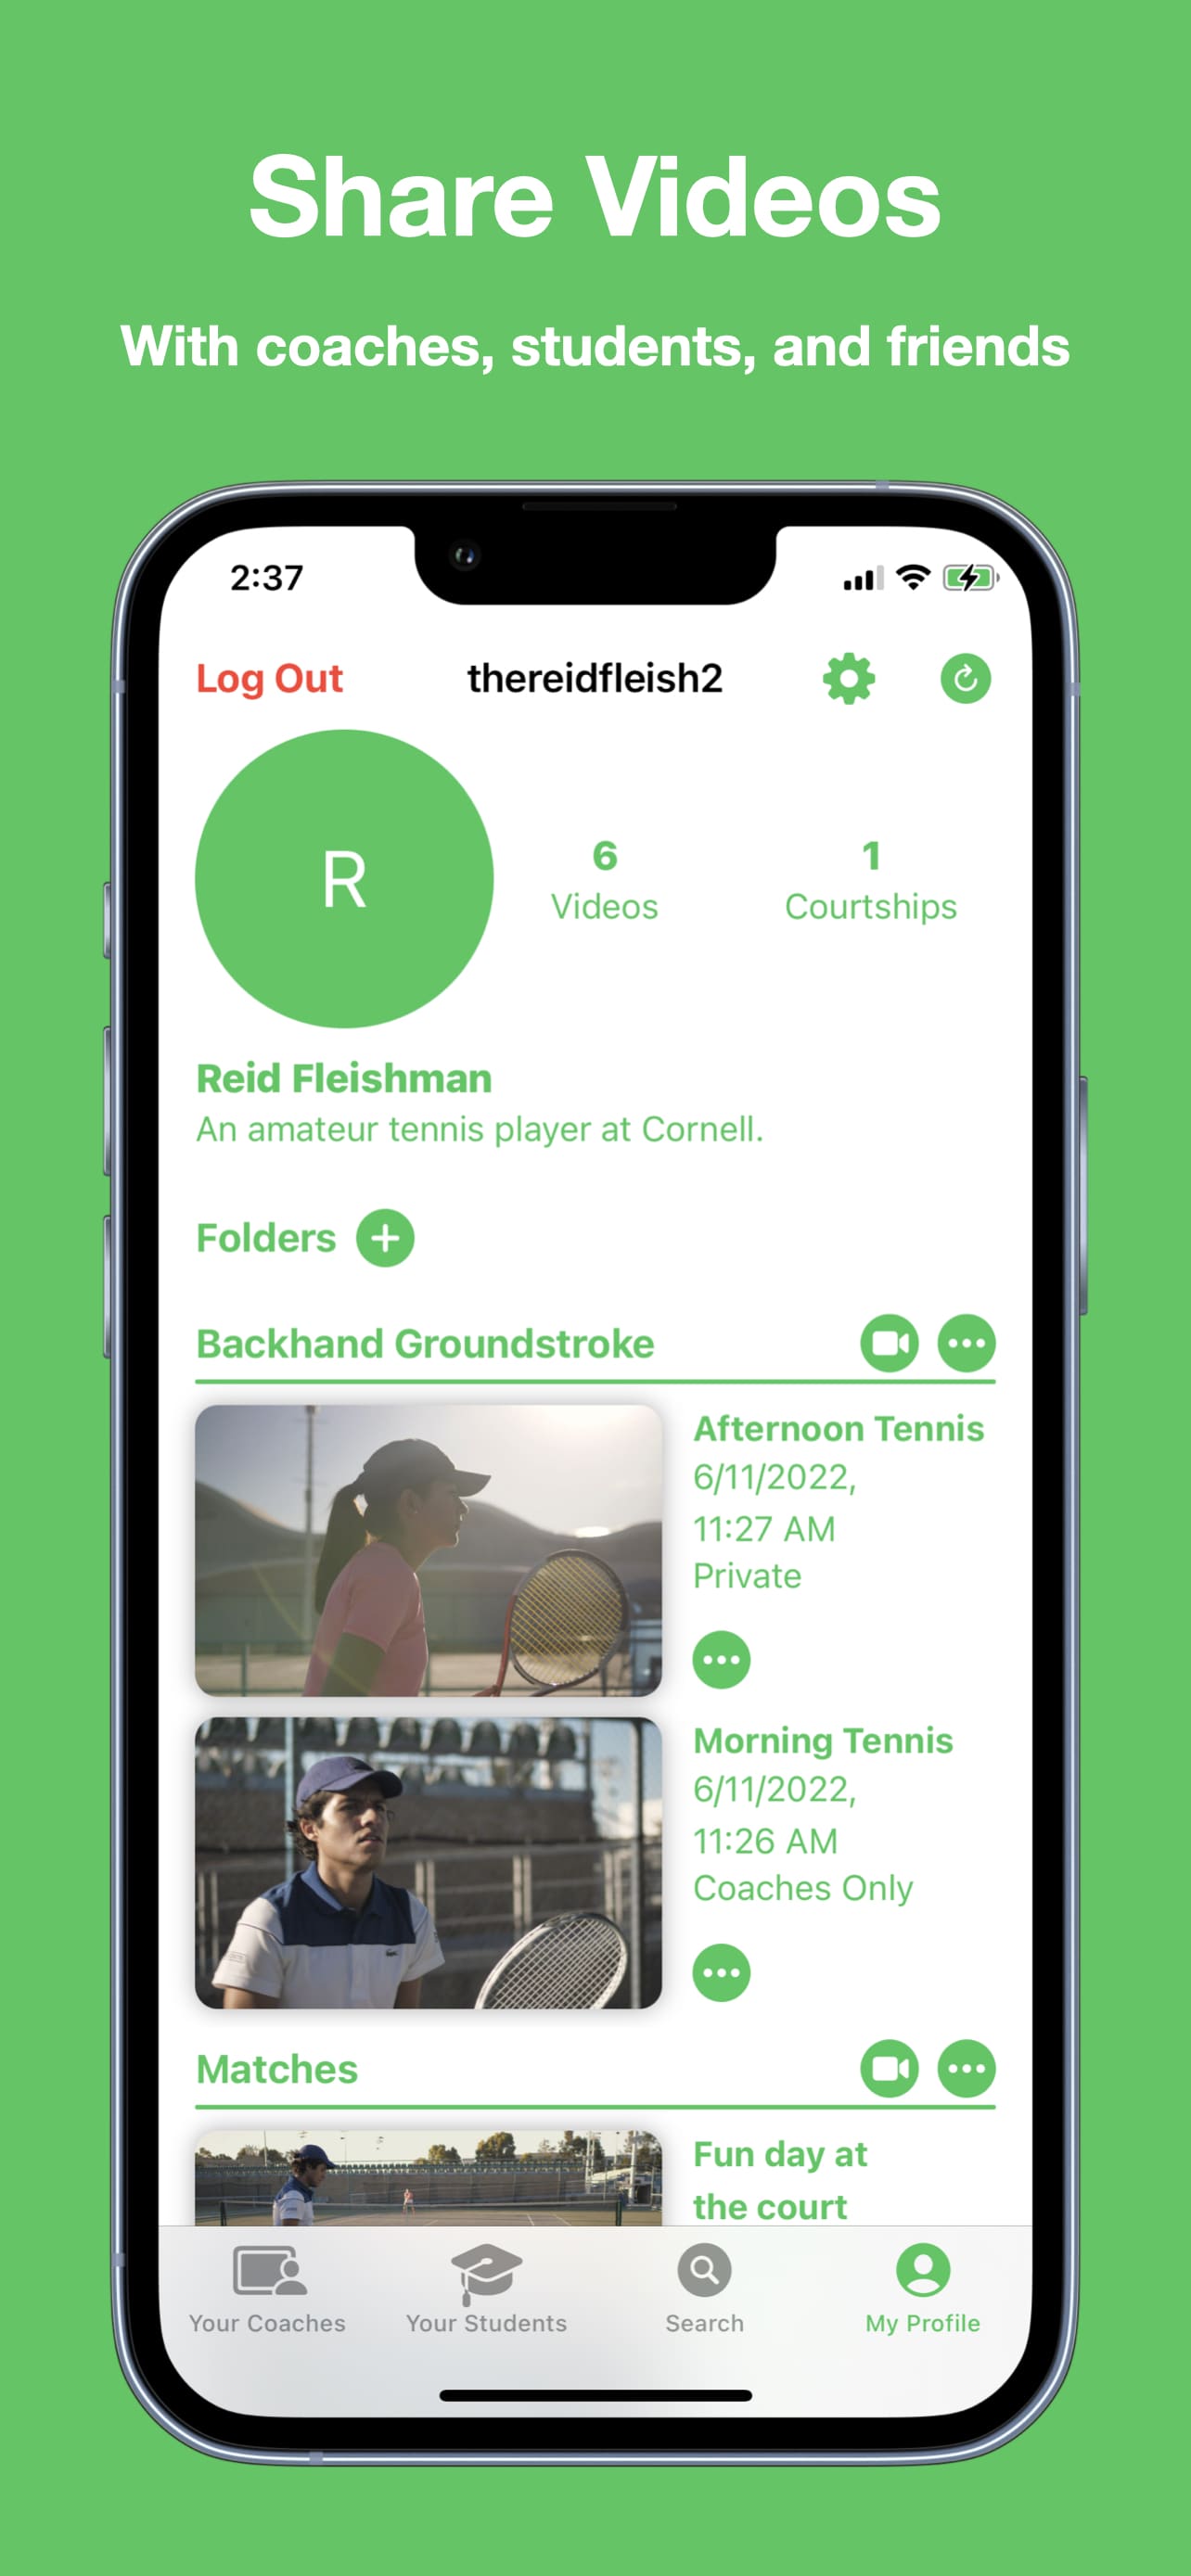 Share Videos
With coaches, students, and friends
2:37
Log Out thereidfleish2
R
6 1
Videos Courtships
Reid Fleishman
An amateur tennis player at Cornell.
Folders
Backhand Groundstroke
Afternoon Tennis
6/11/2022,
11:27 AM
Private
Morning Tennis
6/11/2022,
11:26 AM
Coaches Only
Matches
Fun day at
the court
Your Coaches Your Students Search My Profile